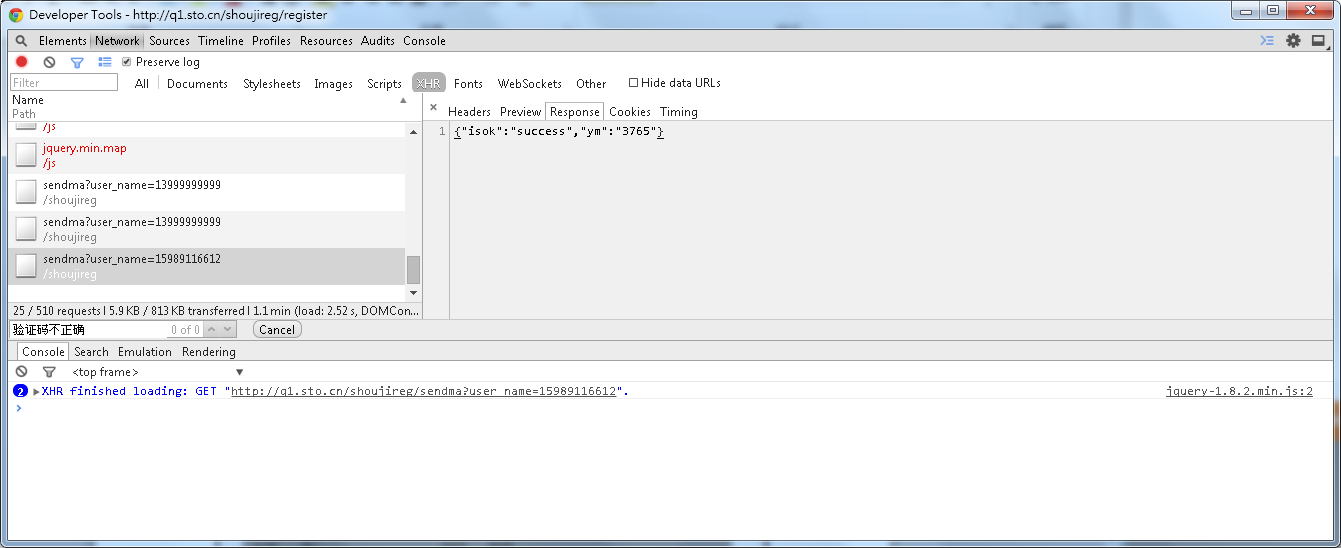 Developer Tools - http://q1.sto.cn/shoujireg/register
Elements Network Sources Timeline Profiles Resources Audits Console
Preserve log
Filter All Documents Stylesheets Images Scripts XHR Fonts WebSockets Other Hide data URLs
Name
Path
× Headers Preview Response Cookies Timing
1 {"isok":"success","ym":"3765"}
/js
jquery.min.map
/js
sendma?user_name=13999999999
/shoujireg
sendma?user_name=13999999999
/shoujireg
sendma?user_name=15989116612
/shoujireg
25 / 510 requests | 5.9 KB / 813 KB transferred | 1.1 min (load: 2.52 s, DOMCon...
验证码不正确 0 of 0 Cancel
Console Search Emulation Rendering
<top frame>
2 XHR finished loading: GET "http://q1.sto.cn/shoujireg/sendma?user_name=15989116612". jquery-1.8.2.min.js:2